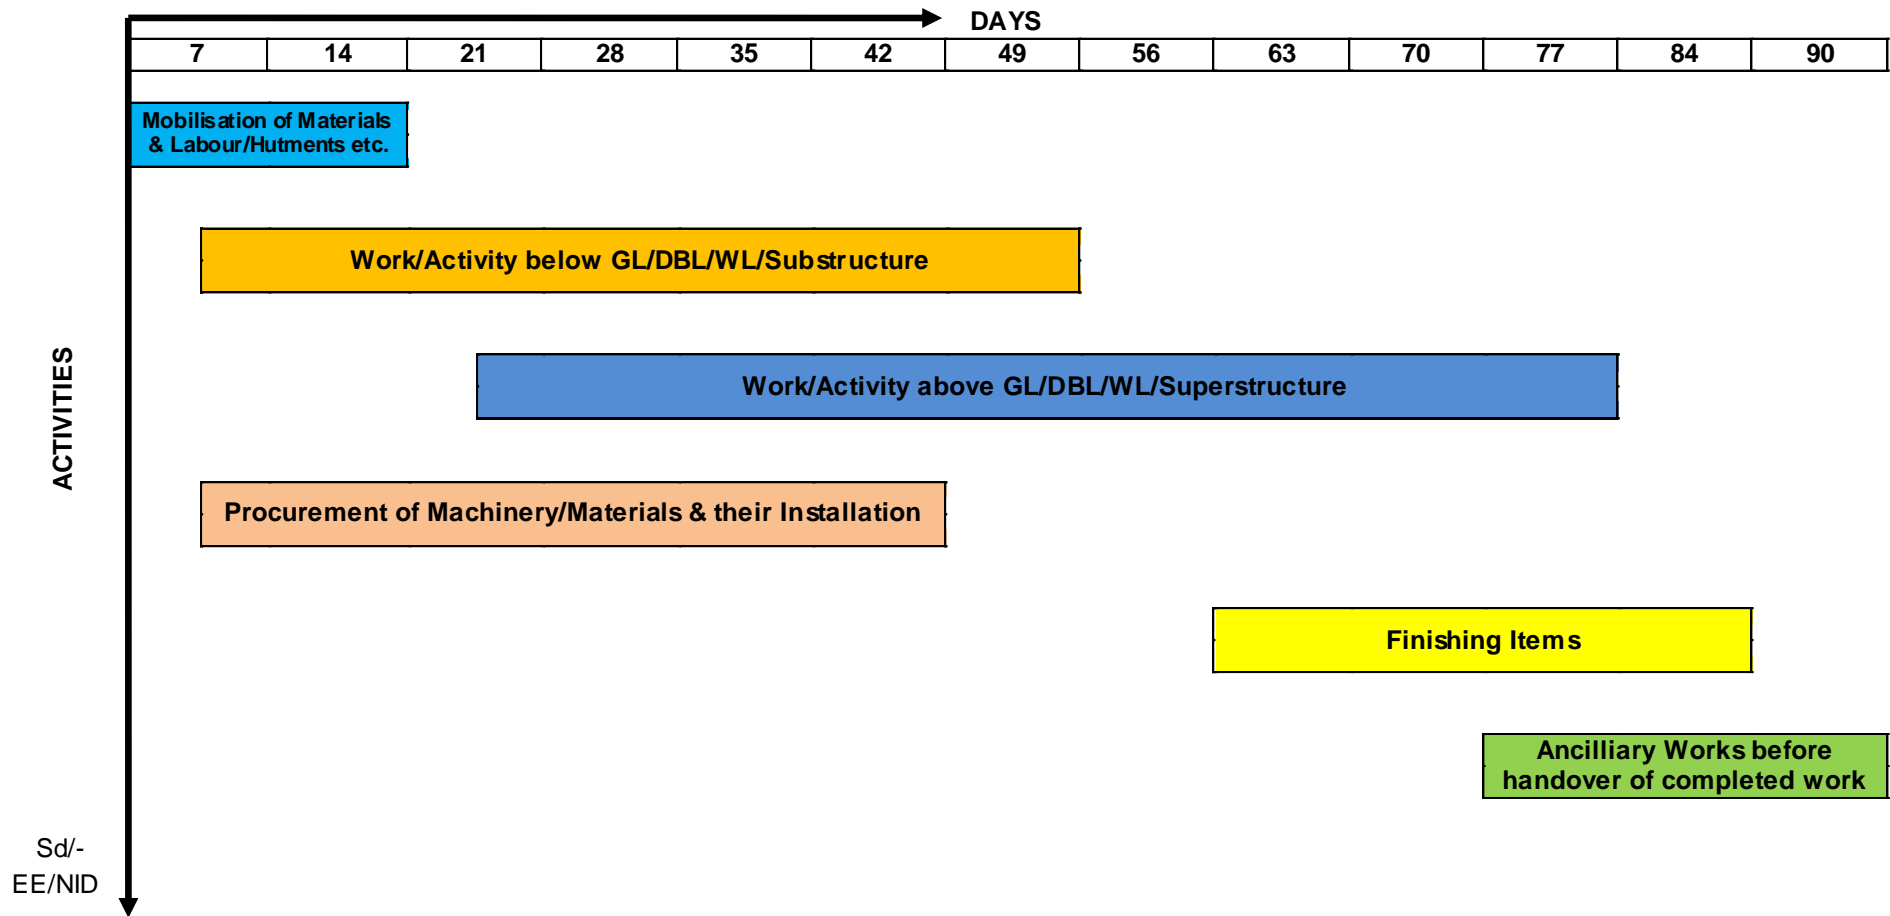 DAYS
7 14 21 28 35 42 49 56 63 70 77 84 90
Mobilisation of Materials
& Labour/Hutments etc.
Work/Activity below GL/DBL/WL/Substructure
Work/Activity above GL/DBL/WL/Superstructure
ACTIVITIES
Procurement of Machinery/Materials & their Installation
Finishing Items
Ancilliary Works before
handover of completed work
Sd/-
EE/NID